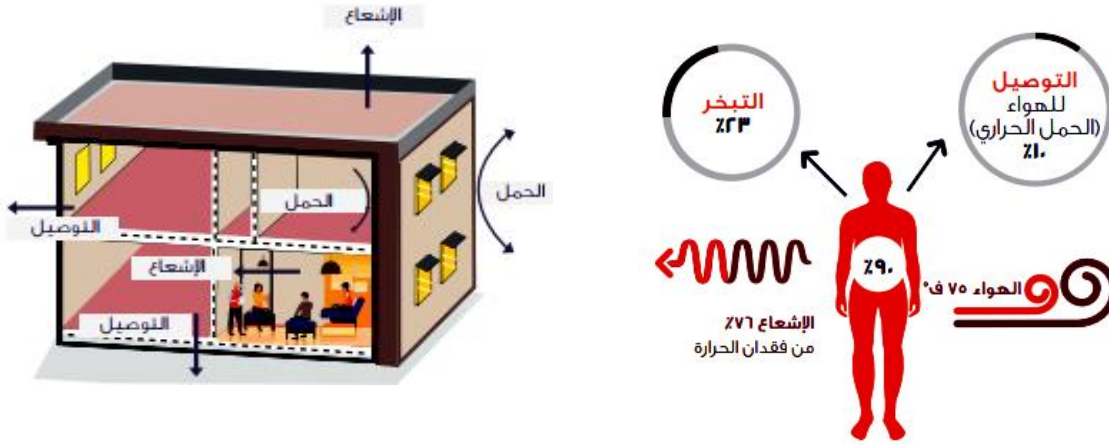 الإشعاع
الحمل
الحمل
التوصيل
الإشعاع
التوصيل
التوصيل
للهواء
(الحمل الحراري)
٪١٠
التبخر
٪٢٣
٪٩٠
الهواء ٧٥ ف°
الإشعاع ٧٦٪
من فقدان الحرارة